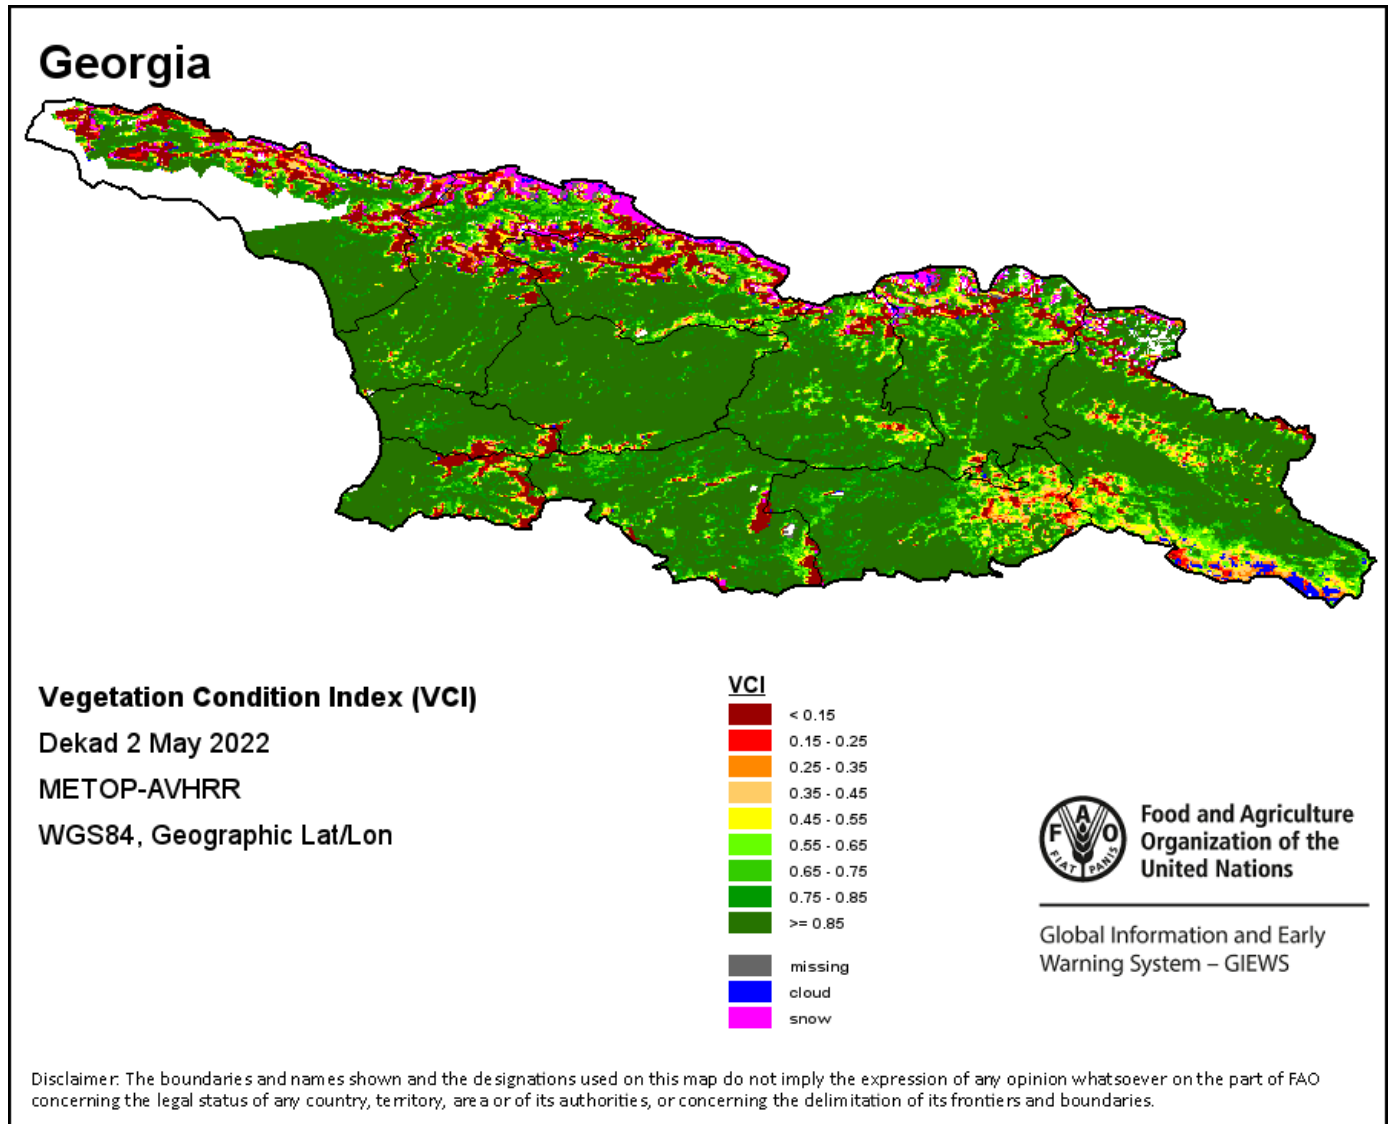 Georgia
Vegetation Condition Index (VCI)
Dekad 2 May 2022
METOP-AVHRR
WGS84, Geographic Lat/Lon
VCI
< 0.15
0.15 - 0.25
0.25 - 0.35
0.35 - 0.45
0.45 - 0.55
0.55 - 0.65
0.65 - 0.75
0.75 - 0.85
>= 0.85
missing
cloud
snow
F A O
FIAT PANIS
Food and Agriculture
Organization of the
United Nations
Global Information and Early
Warning System – GIEWS
Disclaimer: The boundaries and names shown and the designations used on this map do not imply the expression of any opinion whatsoever on the part of FAO
concerning the legal status of any country, territory, area or of its authorities, or concerning the delimitation of its frontiers and boundaries.